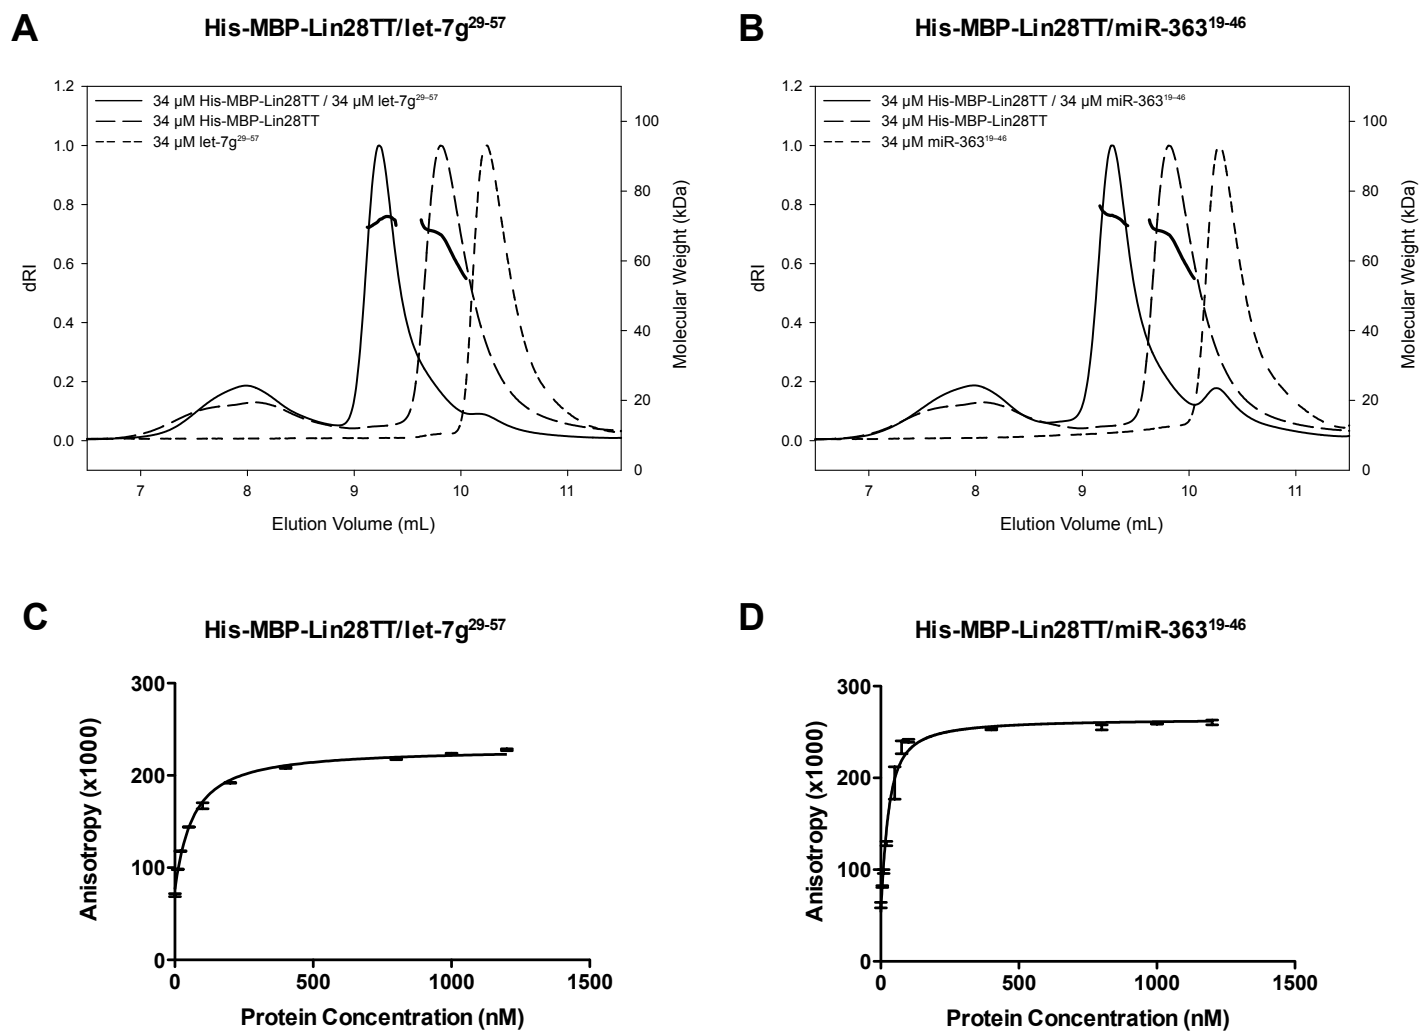 A
His-MBP-Lin28TT/let-7g29-57
1.2
1.0
0.8
0.6
0.4
0.2
0.0
dRI
34 µM His-MBP-Lin28TT / 34 µM let-7g29–57
34 µM His-MBP-Lin28TT
34 µM let-7g29–57
100
80
60
40
20
0
Molecular Weight (kDa)
7 8 9 10 11
Elution Volume (mL)
B
His-MBP-Lin28TT/miR-36319-46
1.2
1.0
0.8
0.6
0.4
0.2
0.0
dRI
34 µM His-MBP-Lin28TT / 34 µM miR-36319–46
34 µM His-MBP-Lin28TT
34 µM miR-36319–46
100
80
60
40
20
0
Molecular Weight (kDa)
7 8 9 10 11
Elution Volume (mL)
C
His-MBP-Lin28TT/let-7g29-57
300
200
100
0
Anisotropy (x1000)
0 500 1000 1500
Protein Concentration (nM)
D
His-MBP-Lin28TT/miR-36319-46
300
200
100
0
Anisotropy (x1000)
0 500 1000 1500
Protein Concentration (nM)